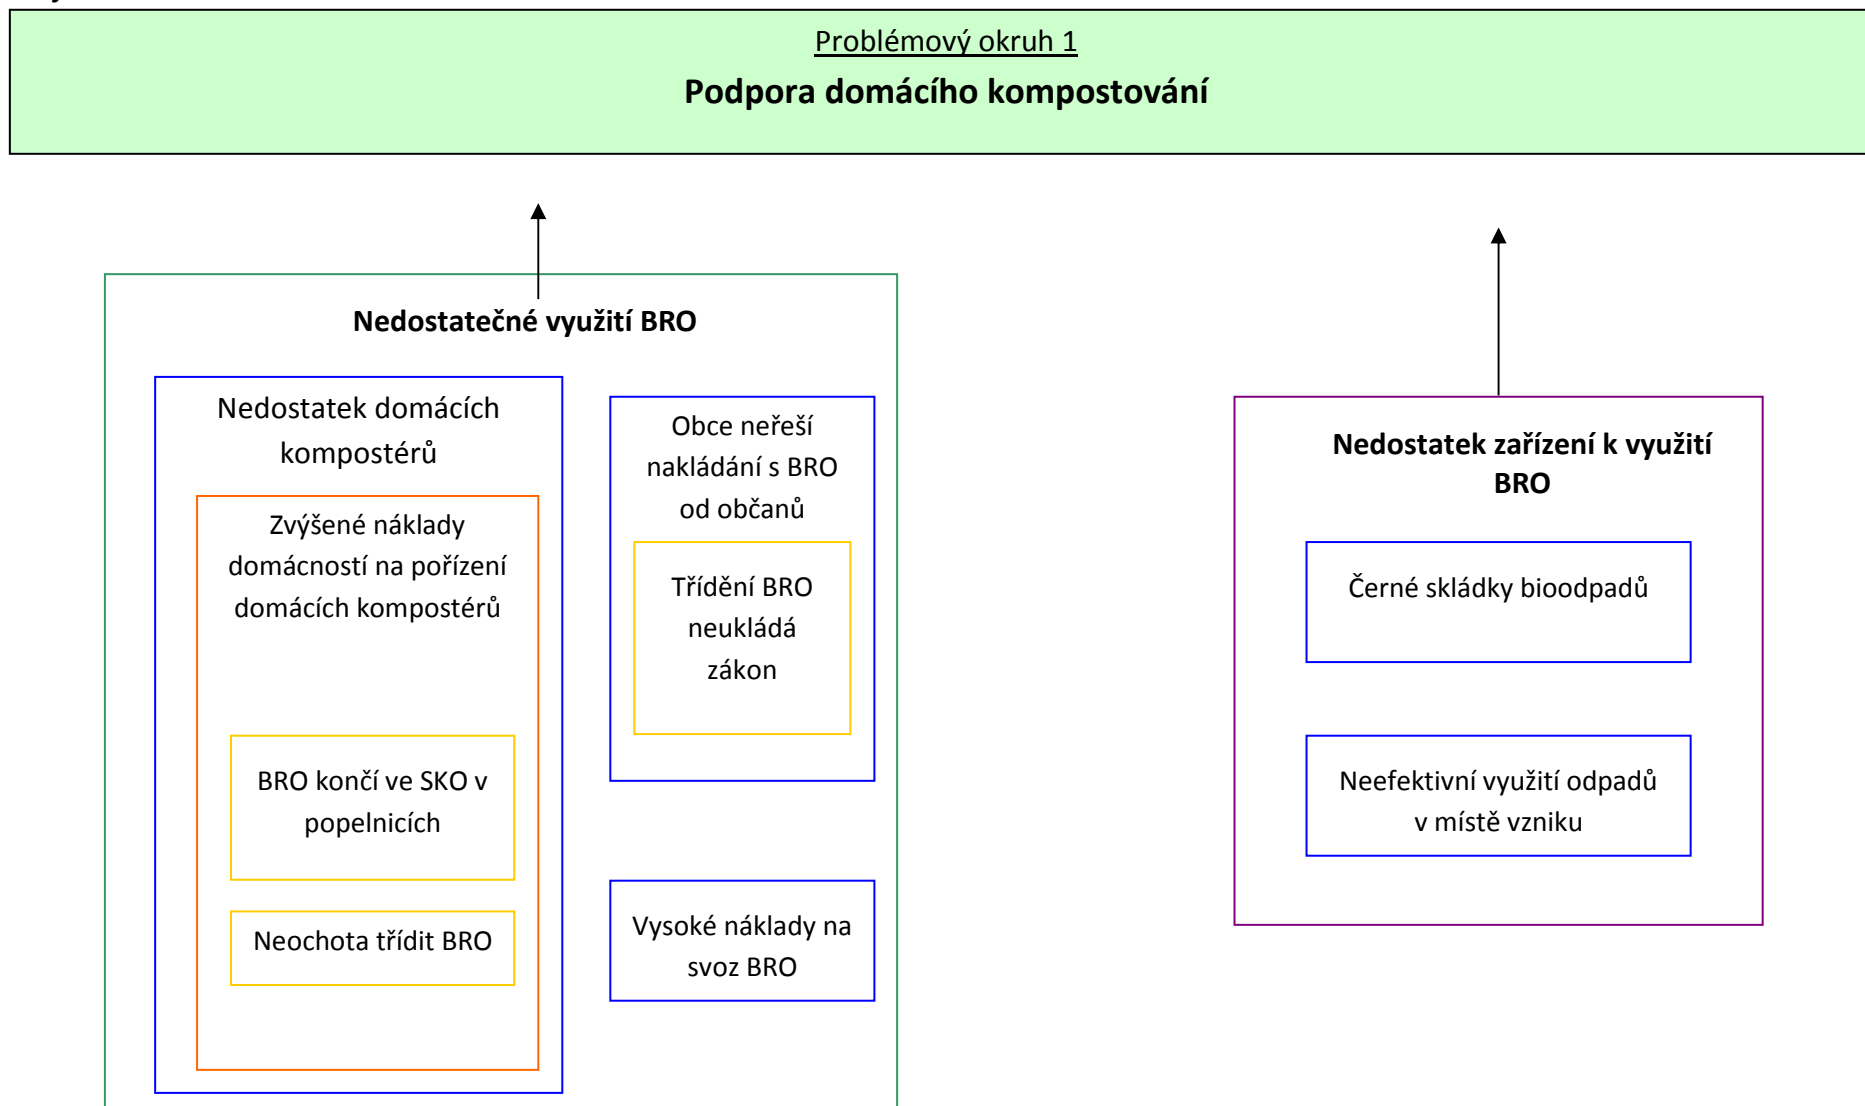 Problémový okruh 1
Podpora domácího kompostování
Nedostatečné využití BRO
Nedostatek domácích
kompostérů
Zvýšené náklady
domácností na pořízení
domácích kompostérů
BRO končí ve SKO v
popelnicích
Neochota třídit BRO
Obce neřeší
nakládání s BRO
od občanů
Třídění BRO
neukládá
zákon
Vysoké náklady na
svoz BRO
Nedostatek zařízení k využití
BRO
Černé skládky bioodpadů
Neefektivní využití odpadů
v místě vzniku